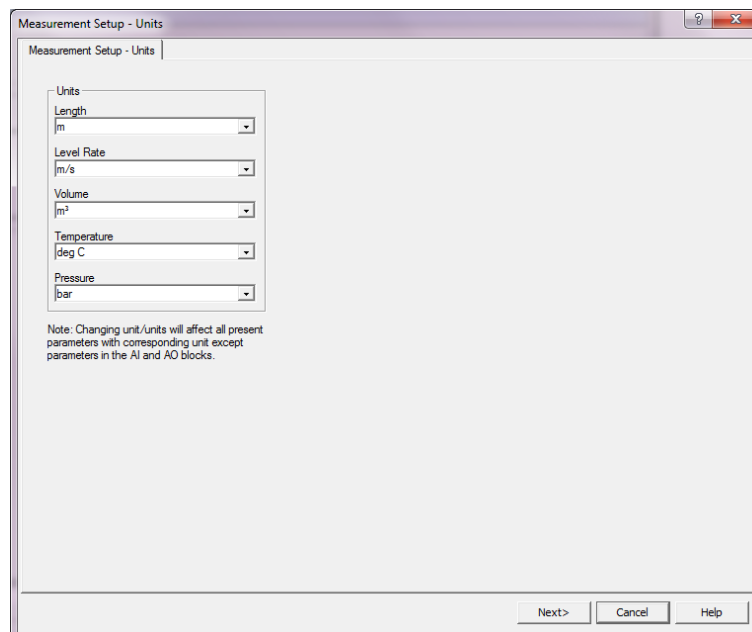 Measurement Setup - Units
?
Measurement Setup - Units
Units
Length
m
Level Rate
m/s
Volume
m³
Temperature
deg C
Pressure
bar
Note: Changing unit/units will affect all present
parameters with corresponding unit except
parameters in the AI and AO blocks.
Next>
Cancel
Help